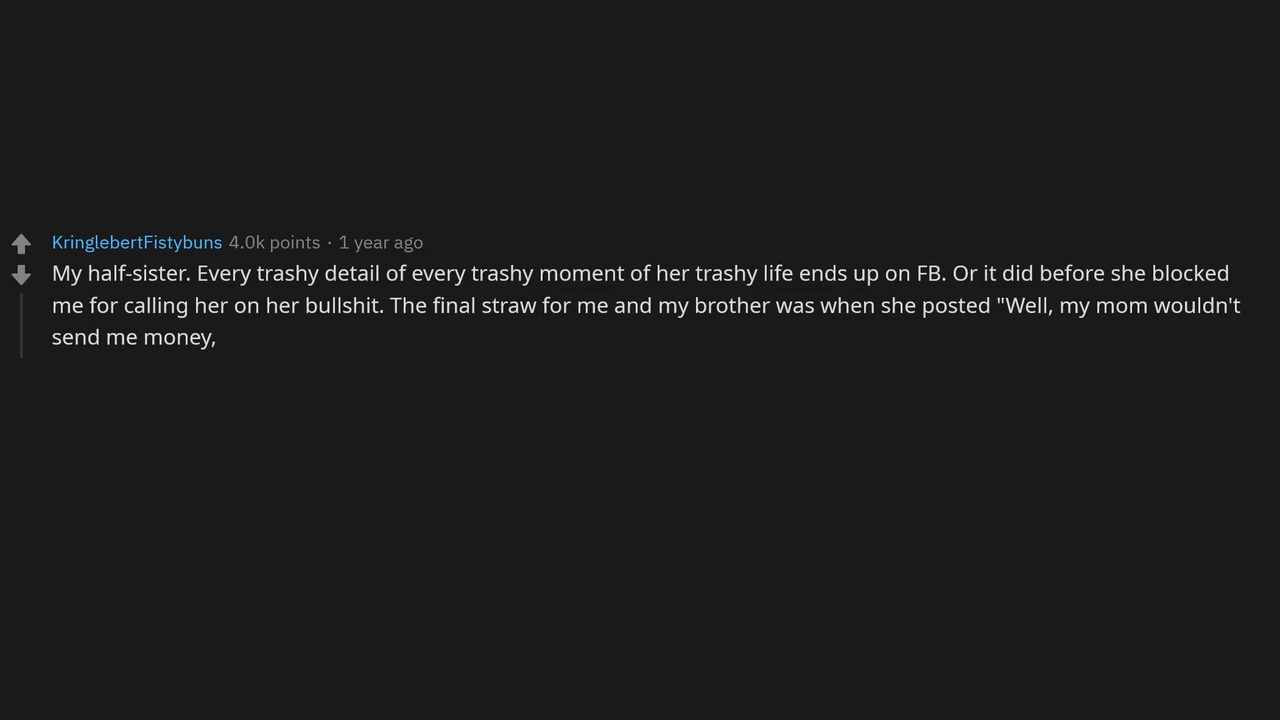 KringlebertFistybuns 4.0k points · 1 year ago
My half-sister. Every trashy detail of every trashy moment of her trashy life ends up on FB. Or it did before she blocked
me for calling her on her bullshit. The final straw for me and my brother was when she posted "Well, my mom wouldn't
send me money,